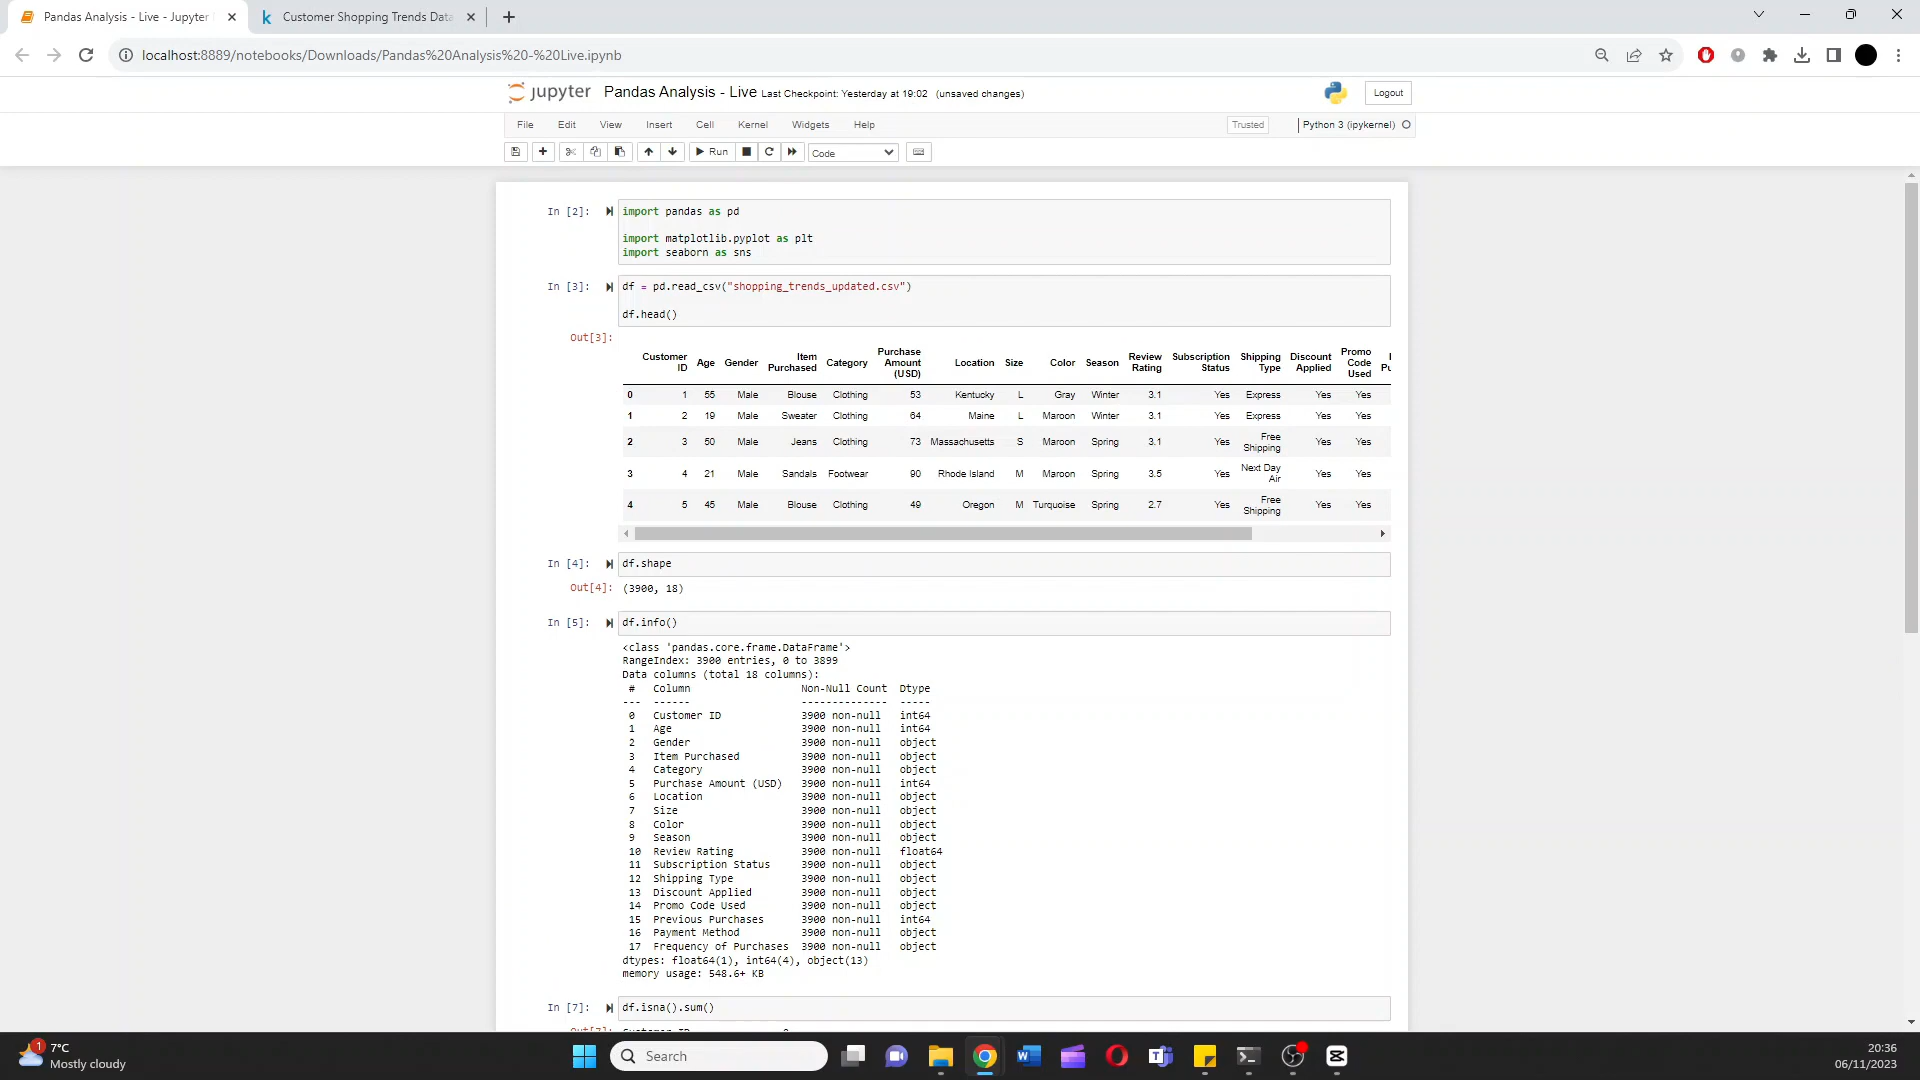 Pandas Analysis - Live - Jupyter
Customer Shopping Trends Data
localhost:8889/notebooks/Downloads/Pandas%20Analysis%20-%20Live.ipynb
jupyter Pandas Analysis - Live Last Checkpoint: Yesterday at 19:02 (unsaved changes) Logout
File Edit View Insert Cell Kernel Widgets Help Trusted Python 3 (ipykernel)
Run Code
In [2]: import pandas as pd
import matplotlib.pyplot as plt
import seaborn as sns
In [3]: df = pd.read_csv("shopping_trends_updated.csv")
df.head()
Out[3]:
Customer ID Age Gender Item Purchased Category Purchase Amount (USD) Location Size Color Season Review Rating Subscription Status Shipping Type Discount Applied Promo Code Used
0 1 55 Male Blouse Clothing 53 Kentucky L Gray Winter 3.1 Yes Express Yes Yes
1 2 19 Male Sweater Clothing 64 Maine L Maroon Winter 3.1 Yes Express Yes Yes
2 3 50 Male Jeans Clothing 73 Massachusetts S Maroon Spring 3.1 Yes Free Shipping Yes Yes
3 4 21 Male Sandals Footwear 90 Rhode Island M Maroon Spring 3.5 Yes Next Day Air Yes Yes
4 5 45 Male Blouse Clothing 49 Oregon M Turquoise Spring 2.7 Yes Free Shipping Yes Yes
In [4]: df.shape
Out[4]: (3900, 18)
In [5]: df.info()
<class 'pandas.core.frame.DataFrame'>
RangeIndex: 3900 entries, 0 to 3899
Data columns (total 18 columns):
# Column Non-Null Count Dtype
--- ------ -------------- -----
0 Customer ID 3900 non-null int64
1 Age 3900 non-null int64
2 Gender 3900 non-null object
3 Item Purchased 3900 non-null object
4 Category 3900 non-null object
5 Purchase Amount (USD) 3900 non-null int64
6 Location 3900 non-null object
7 Size 3900 non-null object
8 Color 3900 non-null object
9 Season 3900 non-null object
10 Review Rating 3900 non-null float64
11 Subscription Status 3900 non-null object
12 Shipping Type 3900 non-null object
13 Discount Applied 3900 non-null object
14 Promo Code Used 3900 non-null object
15 Previous Purchases 3900 non-null int64
16 Payment Method 3900 non-null object
17 Frequency of Purchases 3900 non-null object
dtypes: float64(1), int64(4), object(13)
memory usage: 548.6+ KB
In [7]: df.isna().sum()
1
7°C
Mostly cloudy
Search
20:36
06/11/2023